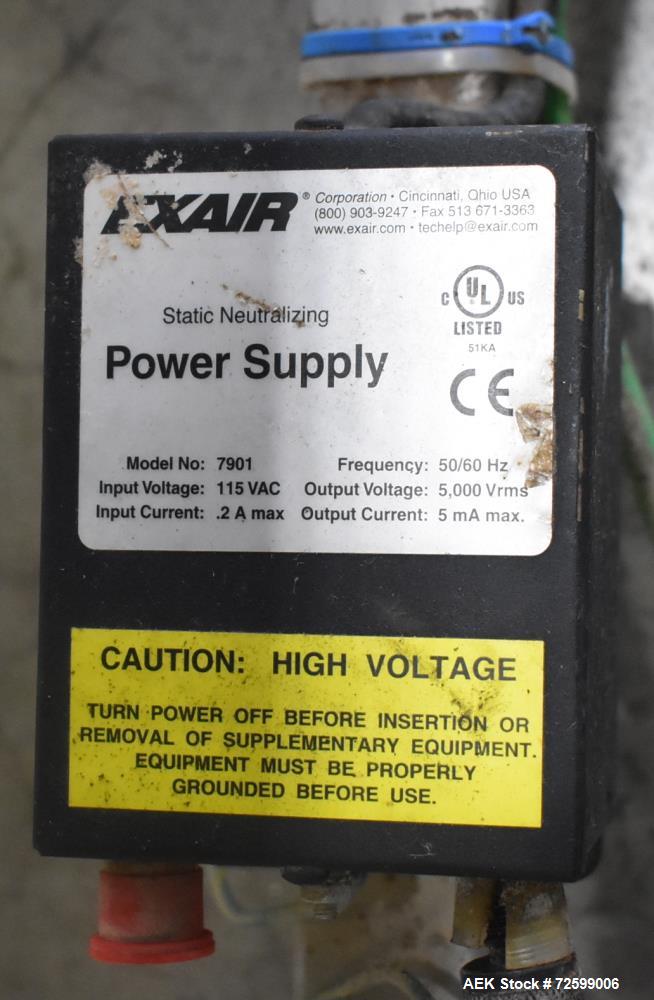 EXAIR® Corporation • Cincinnati, Ohio USA
(800) 903-9247 • Fax 513 671-3363
www.exair.com • techelp@exair.com
Static Neutralizing
Power Supply
C UL US
LISTED
51KA
CE
Model No: 7901 Frequency: 50/60 Hz
Input Voltage: 115 VAC Output Voltage: 5,000 Vrms
Input Current: .2 A max Output Current: 5 mA max.
CAUTION: HIGH VOLTAGE
TURN POWER OFF BEFORE INSERTION OR
REMOVAL OF SUPPLEMENTARY EQUIPMENT.
EQUIPMENT MUST BE PROPERLY
GROUNDED BEFORE USE.
AEK Stock # 72599006